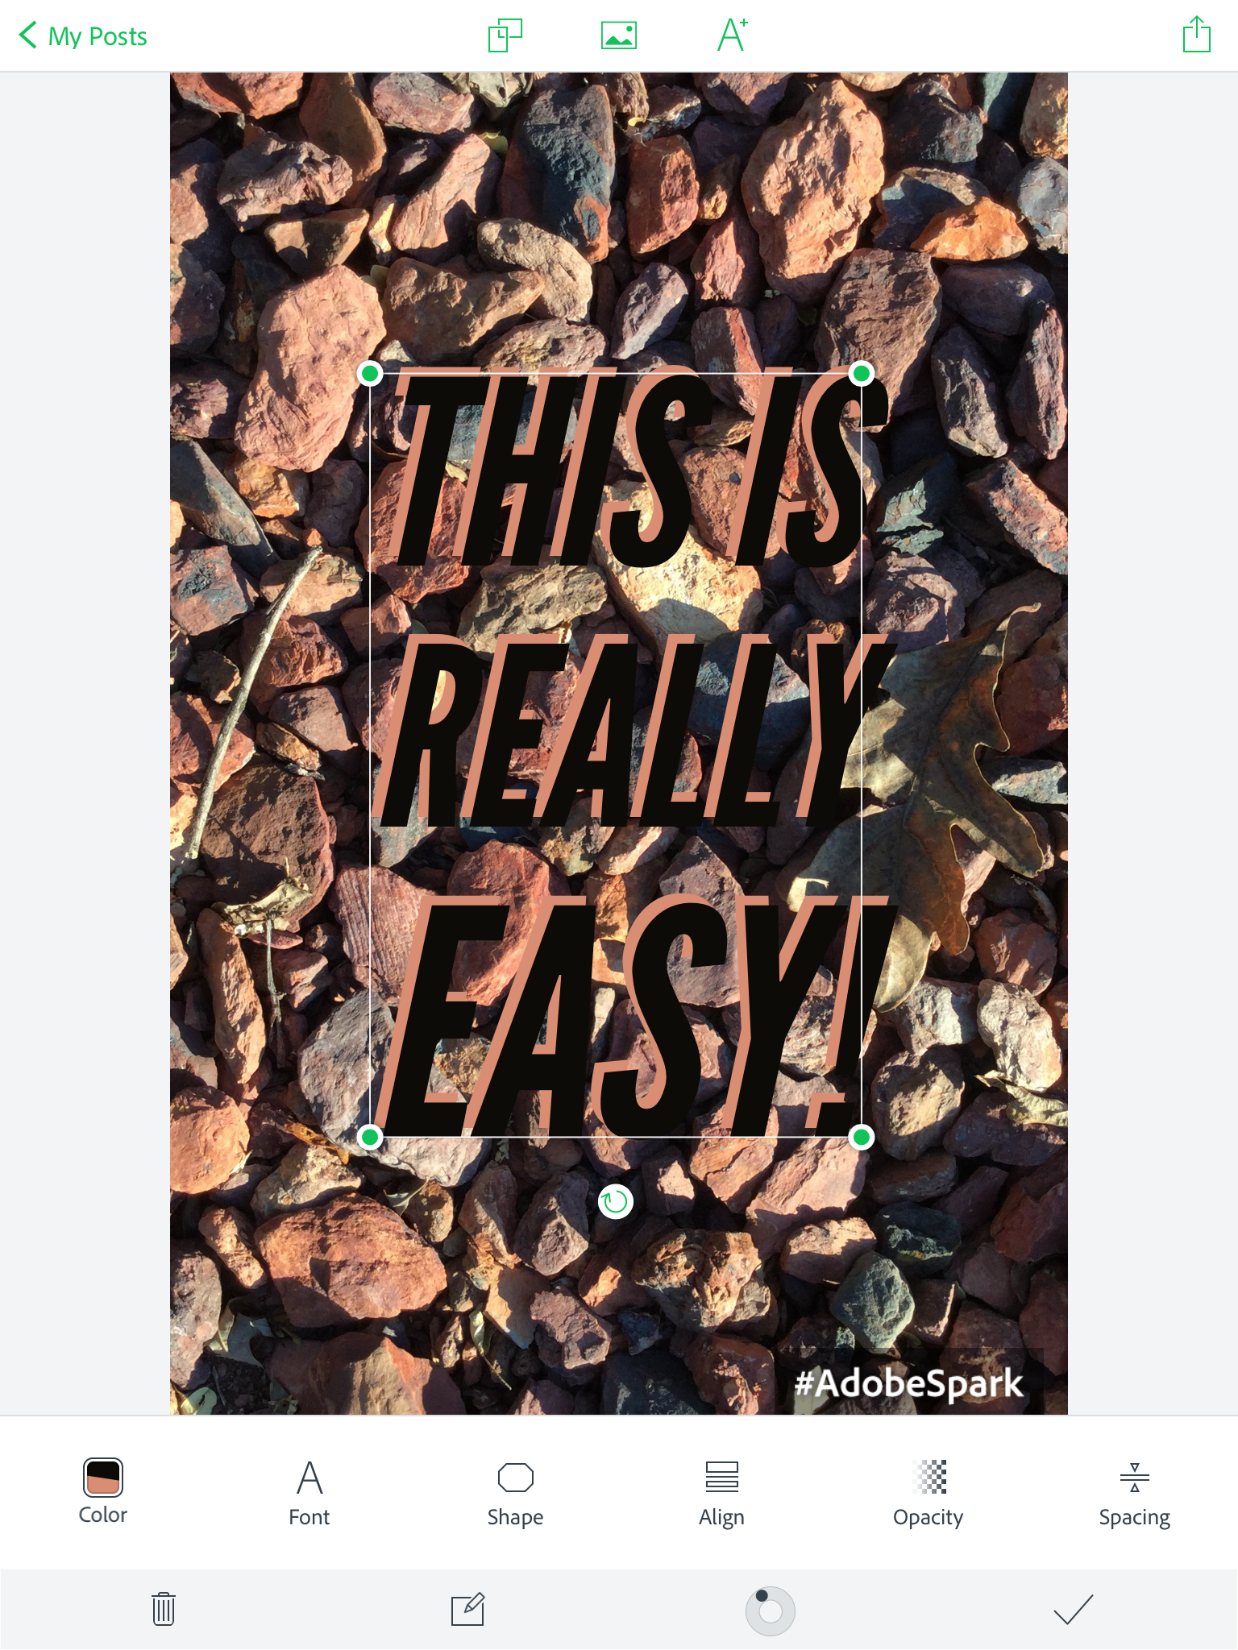 My Posts
THIS IS
REALLY
EASY!
#AdobeSpark
Color
Font
Shape
Align
Opacity
Spacing